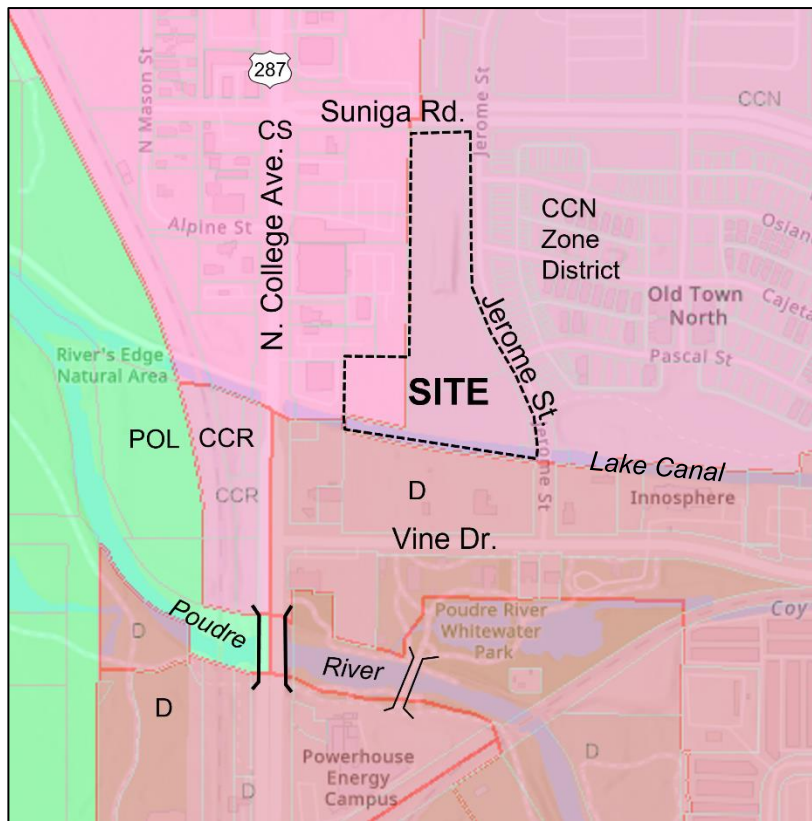 N Mason St
287
Jerome St
CS
Suniga Rd.
CCN
N. College Ave.
Alpine St
CCN
Zone
District
Osian
Old Town
North
Cajeta
Pascal St
River's Edge
Natural Area
Jerome St.
SITE
POL
CCR
Jerome St
Lake Canal
CCR
D
Innosphere
Vine Dr.
Poudre
River
Poudre River
Whitewater
Park
Coy
D
D
Powerhouse
Energy
Campus
D
D